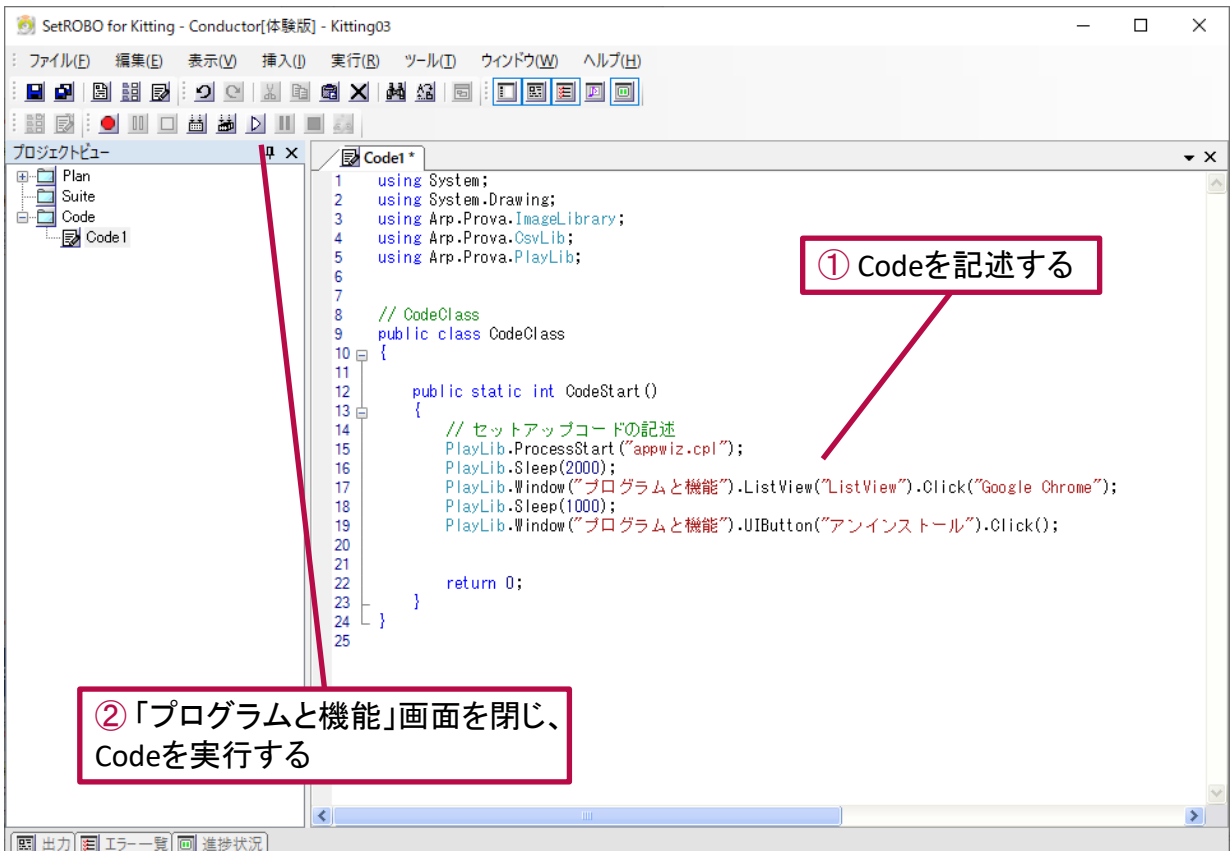 SetROBO for Kitting - Conductor[体験版] - Kitting03
ファイル(F) 編集(E) 表示(V) 挿入(I) 実行(R) ツール(T) ウィンドウ(W) ヘルプ(H)
プロジェクトビュー
Plan
Suite
Code
Code1
Code1 *
1 using System;
2 using System.Drawing;
3 using Arp.Prova.ImageLibrary;
4 using Arp.Prova.CsvLib;
5 using Arp.Prova.PlayLib;
6
7
8 // CodeClass
9 public class CodeClass
10 {
11
12 public static int CodeStart()
13 {
14 // セットアップコードの記述
15 PlayLib.ProcessStart("appwiz.cpl");
16 PlayLib.Sleep(2000);
17 PlayLib.Window("プログラムと機能").ListView("ListView").Click("Google Chrome");
18 PlayLib.Sleep(1000);
19 PlayLib.Window("プログラムと機能").UIButton("アンインストール").Click();
20
21
22 return 0;
23 }
24 }
25
① Codeを記述する
② 「プログラムと機能」画面を閉じ、
Codeを実行する
出力 エラー一覧 進捗状況